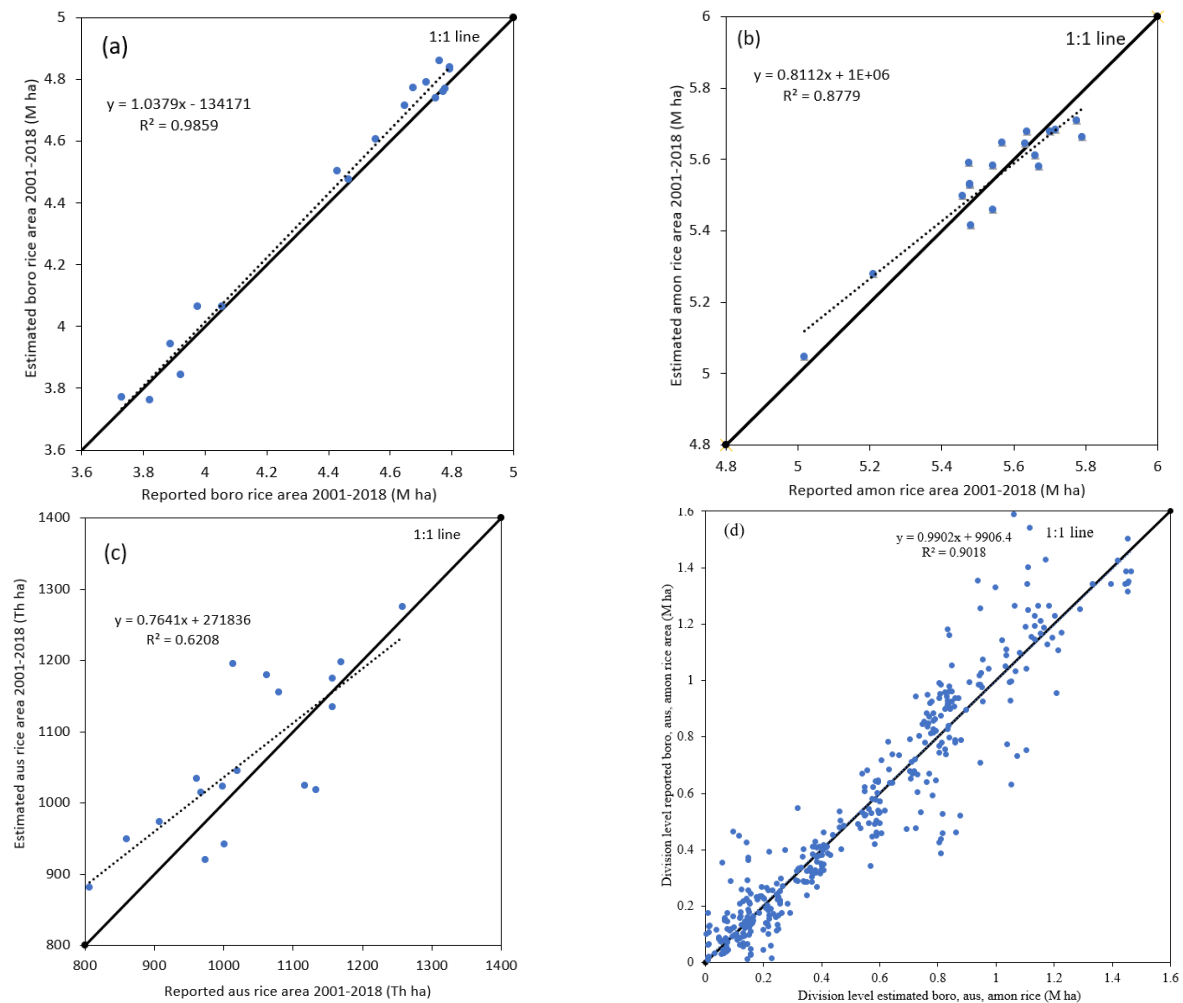 (a)
1:1 line
y = 1.0379x - 134171
R² = 0.9859
Estimated boro rice area 2001-2018 (M ha)
5
4.8
4.6
4.4
4.2
4
3.8
3.6
3.6 3.8 4 4.2 4.4 4.6 4.8 5
Reported boro rice area 2001-2018 (M ha)
(b)
1:1 line
y = 0.8112x + 1E+06
R² = 0.8779
Estimated amon rice area 2001-2018 (M ha)
6
5.8
5.6
5.4
5.2
5
4.8
4.8 5 5.2 5.4 5.6 5.8 6
Reported amon rice area 2001-2018 (M ha)
(c)
1:1 line
y = 0.7641x + 271836
R² = 0.6208
Estimated aus rice area 2001-2018 (Th ha)
1400
1300
1200
1100
1000
900
800
800 900 1000 1100 1200 1300 1400
Reported aus rice area 2001-2018 (Th ha)
(d)
1:1 line
y = 0.9902x + 9906.4
R² = 0.9018
Division level reported boro, aus, amon rice area (M ha)
1.6
1.4
1.2
1
0.8
0.6
0.4
0.2
0
0 0.2 0.4 0.6 0.8 1 1.2 1.4 1.6
Division level estimated boro, aus, amon rice (M ha)